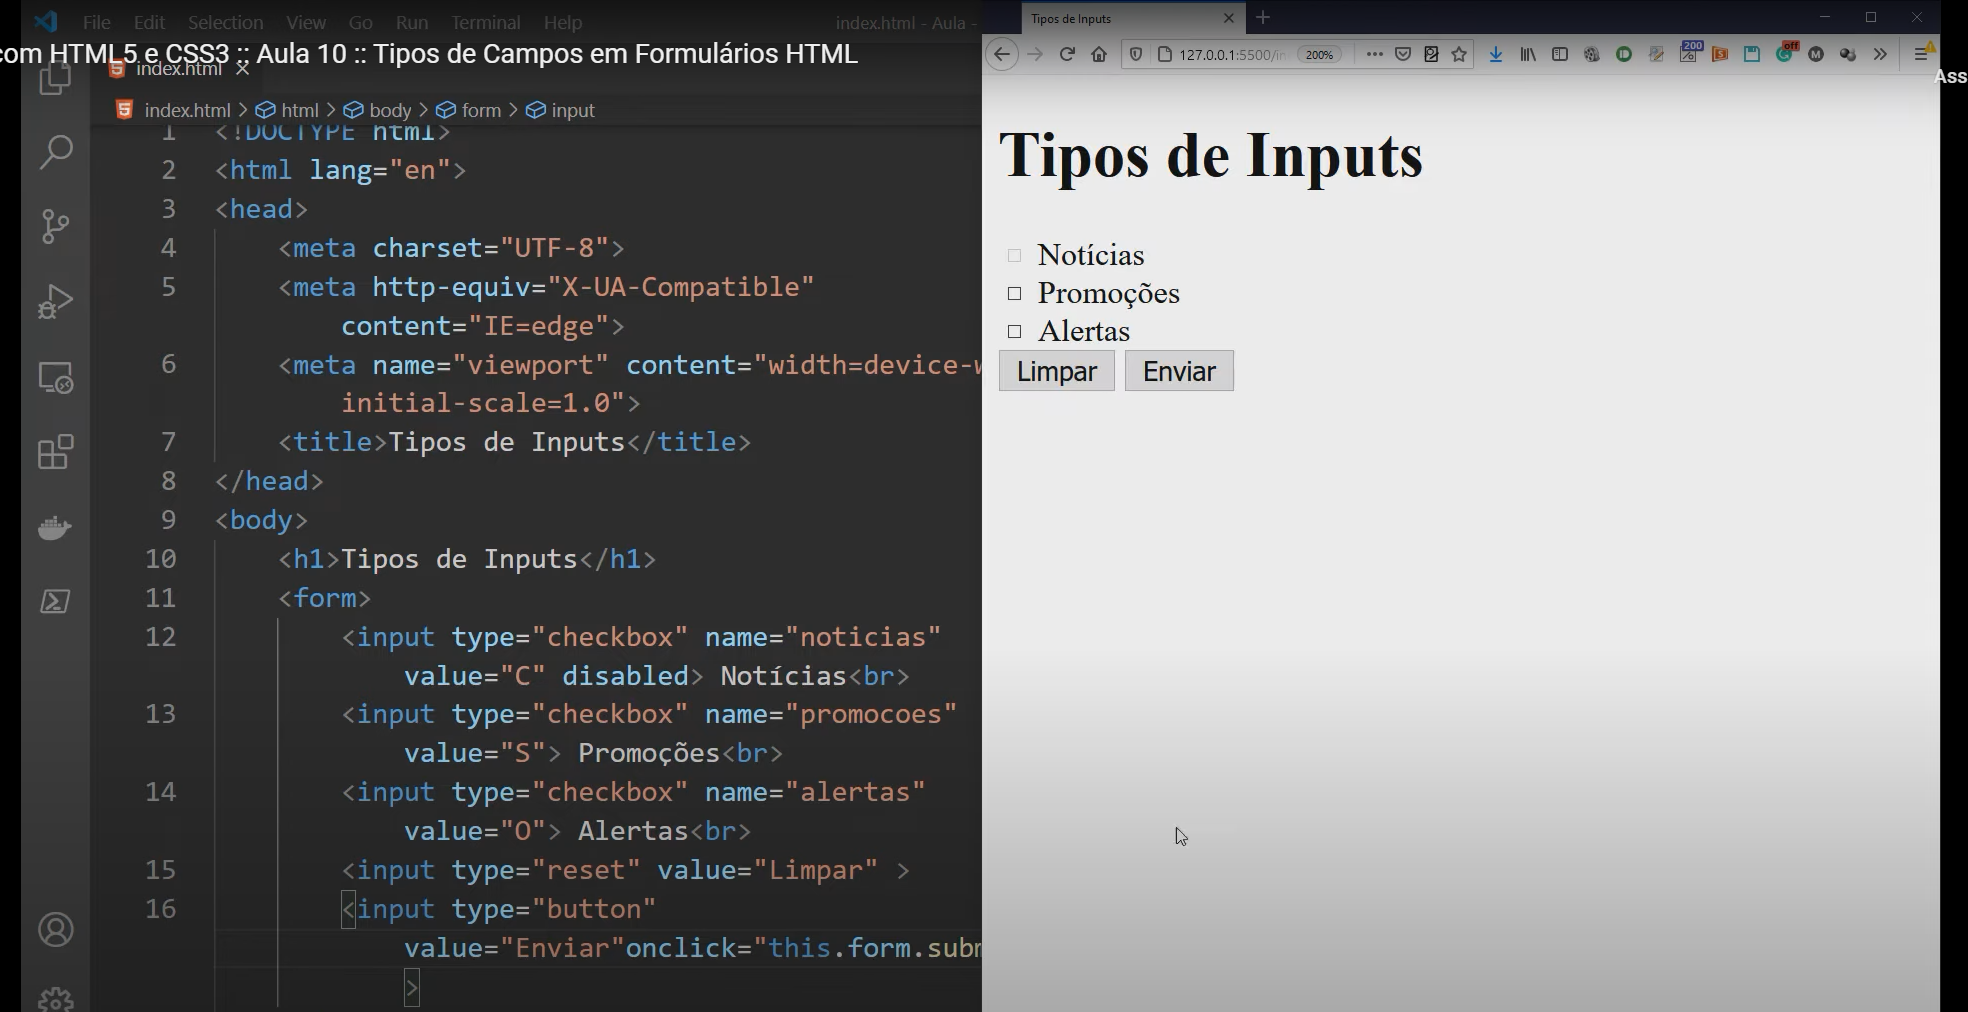 File Edit Selection View Go Run Terminal Help index.html - Aula -
com HTML5 e CSS3 :: Aula 10 :: Tipos de Campos em Formulários HTML
index.html
index.html > html > body > form > input
1 <!DOCTYPE html>
2 <html lang="en">
3 <head>
4 <meta charset="UTF-8">
5 <meta http-equiv="X-UA-Compatible"
content="IE=edge">
6 <meta name="viewport" content="width=device-w
initial-scale=1.0">
7 <title>Tipos de Inputs</title>
8 </head>
9 <body>
10 <h1>Tipos de Inputs</h1>
11 <form>
12 <input type="checkbox" name="noticias"
value="C" disabled> Notícias<br>
13 <input type="checkbox" name="promocoes"
value="S"> Promoções<br>
14 <input type="checkbox" name="alertas"
value="O"> Alertas<br>
15 <input type="reset" value="Limpar" >
16 <input type="button"
value="Enviar"onclick="this.form.subm
>
Tipos de Inputs
127.0.0.1:5500/in 200%
200
off
Ass
Tipos de Inputs
Notícias
Promoções
Alertas
Limpar Enviar